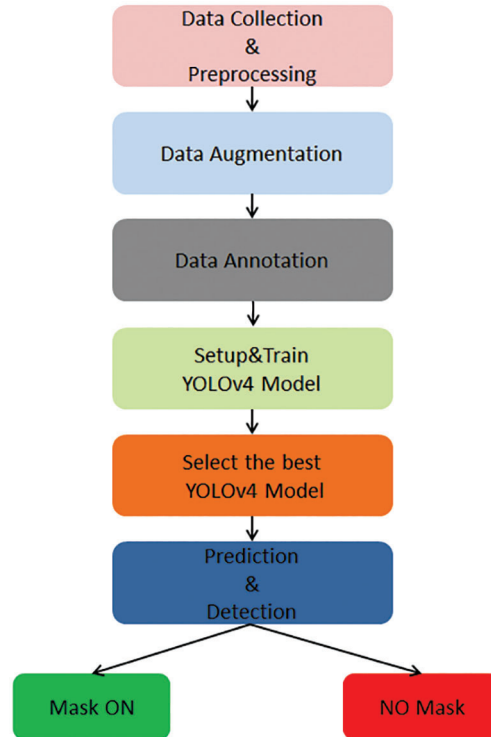 Data Collection
&
Preprocessing
Data Augmentation
Data Annotation
Setup&Train
YOLOv4 Model
Select the best
YOLOv4 Model
Prediction
&
Detection
Mask ON
NO Mask